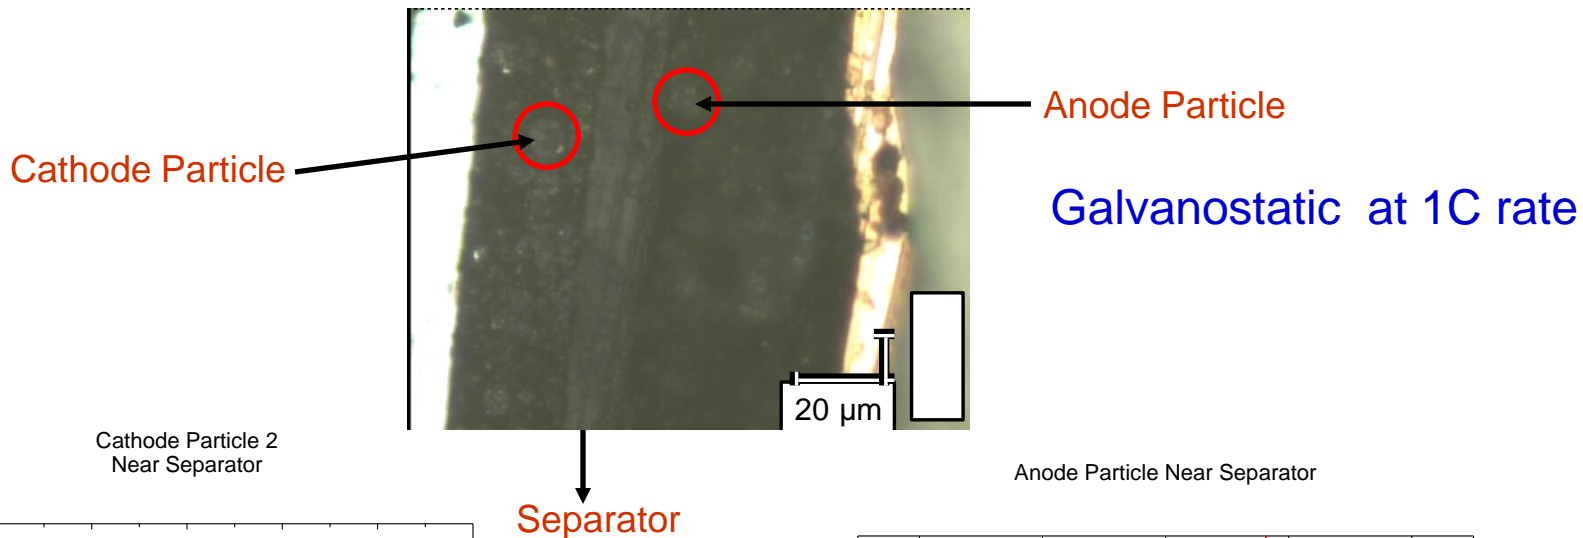 Anode Particle
Cathode Particle
Galvanostatic at 1C rate
20 µm
Cathode Particle 2
Near Separator
Anode Particle Near Separator
Separator